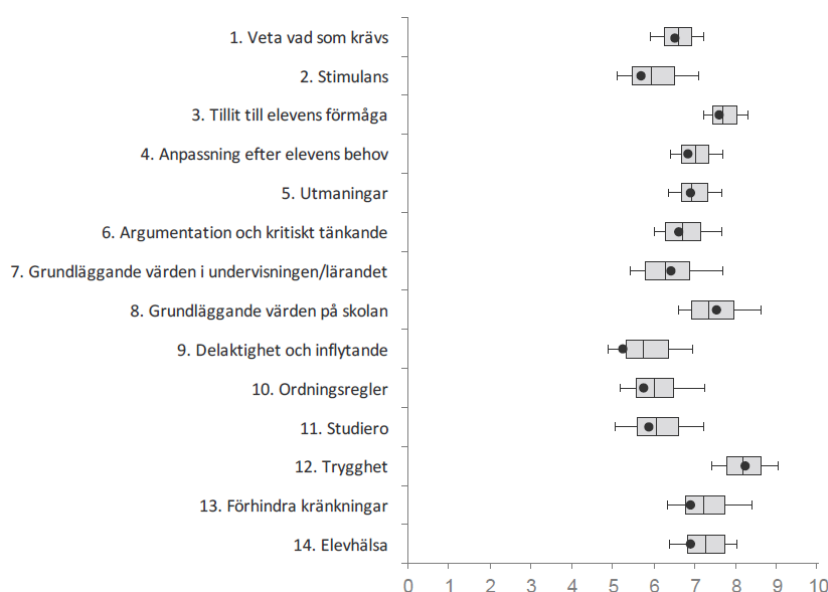 1. Veta vad som krävs
2. Stimulans
3. Tillit till elevens förmåga
4. Anpassning efter elevens behov
5. Utmaningar
6. Argumentation och kritiskt tänkande
7. Grundläggande värden i undervisningen/lärandet
8. Grundläggande värden på skolan
9. Delaktighet och inflytande
10. Ordningsregler
11. Studiero
12. Trygghet
13. Förhindra kränkningar
14. Elevhälsa
0 1 2 3 4 5 6 7 8 9 10